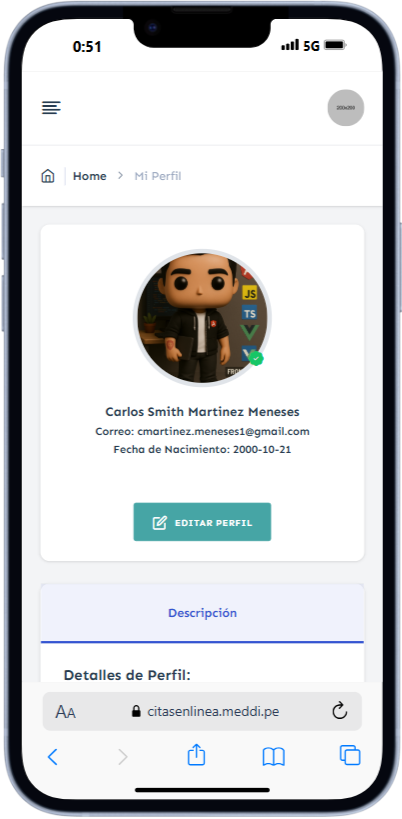 0:51
5G
200x200
Home
Mi Perfil
JS
TS
FRON
Carlos Smith Martinez Meneses
Correo: cmartinez.meneses1@gmail.com
Fecha de Nacimiento: 2000-10-21
EDITAR PERFIL
Descripción
Detalles de Perfil:
AA
citasenlinea.meddi.pe